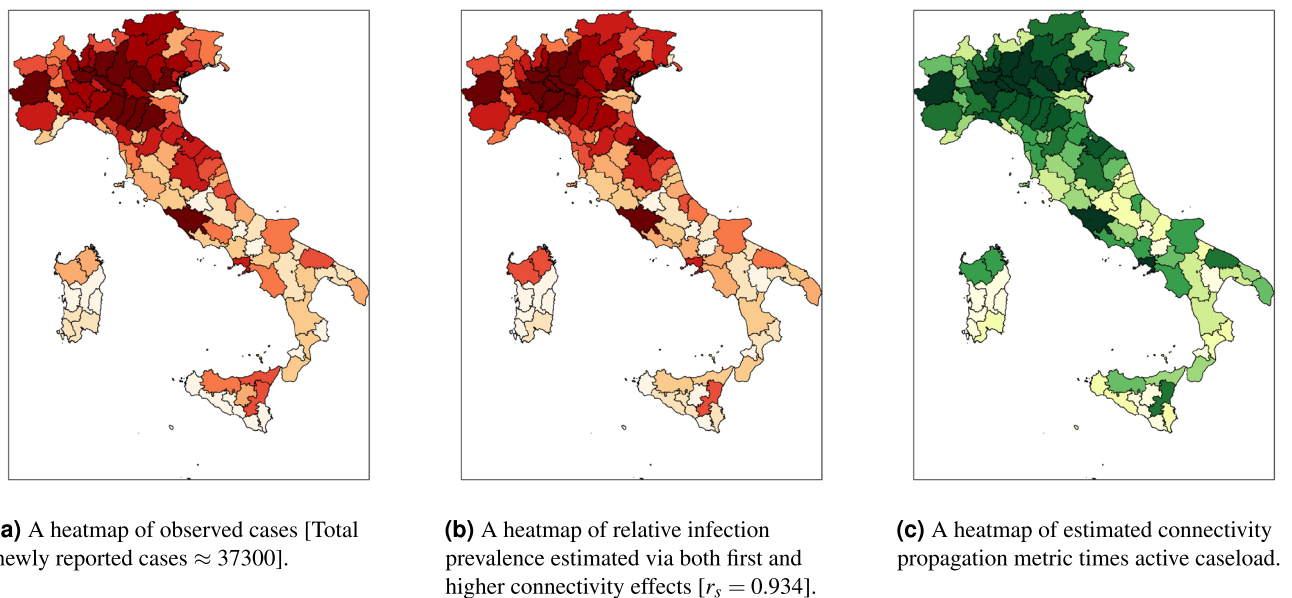 a) A heatmap of observed cases [Total
newly reported cases ≈ 37300].
(b) A heatmap of relative infection
prevalence estimated via both first and
higher connectivity effects [rₛ = 0.934].
(c) A heatmap of estimated connectivity
propagation metric times active caseload.